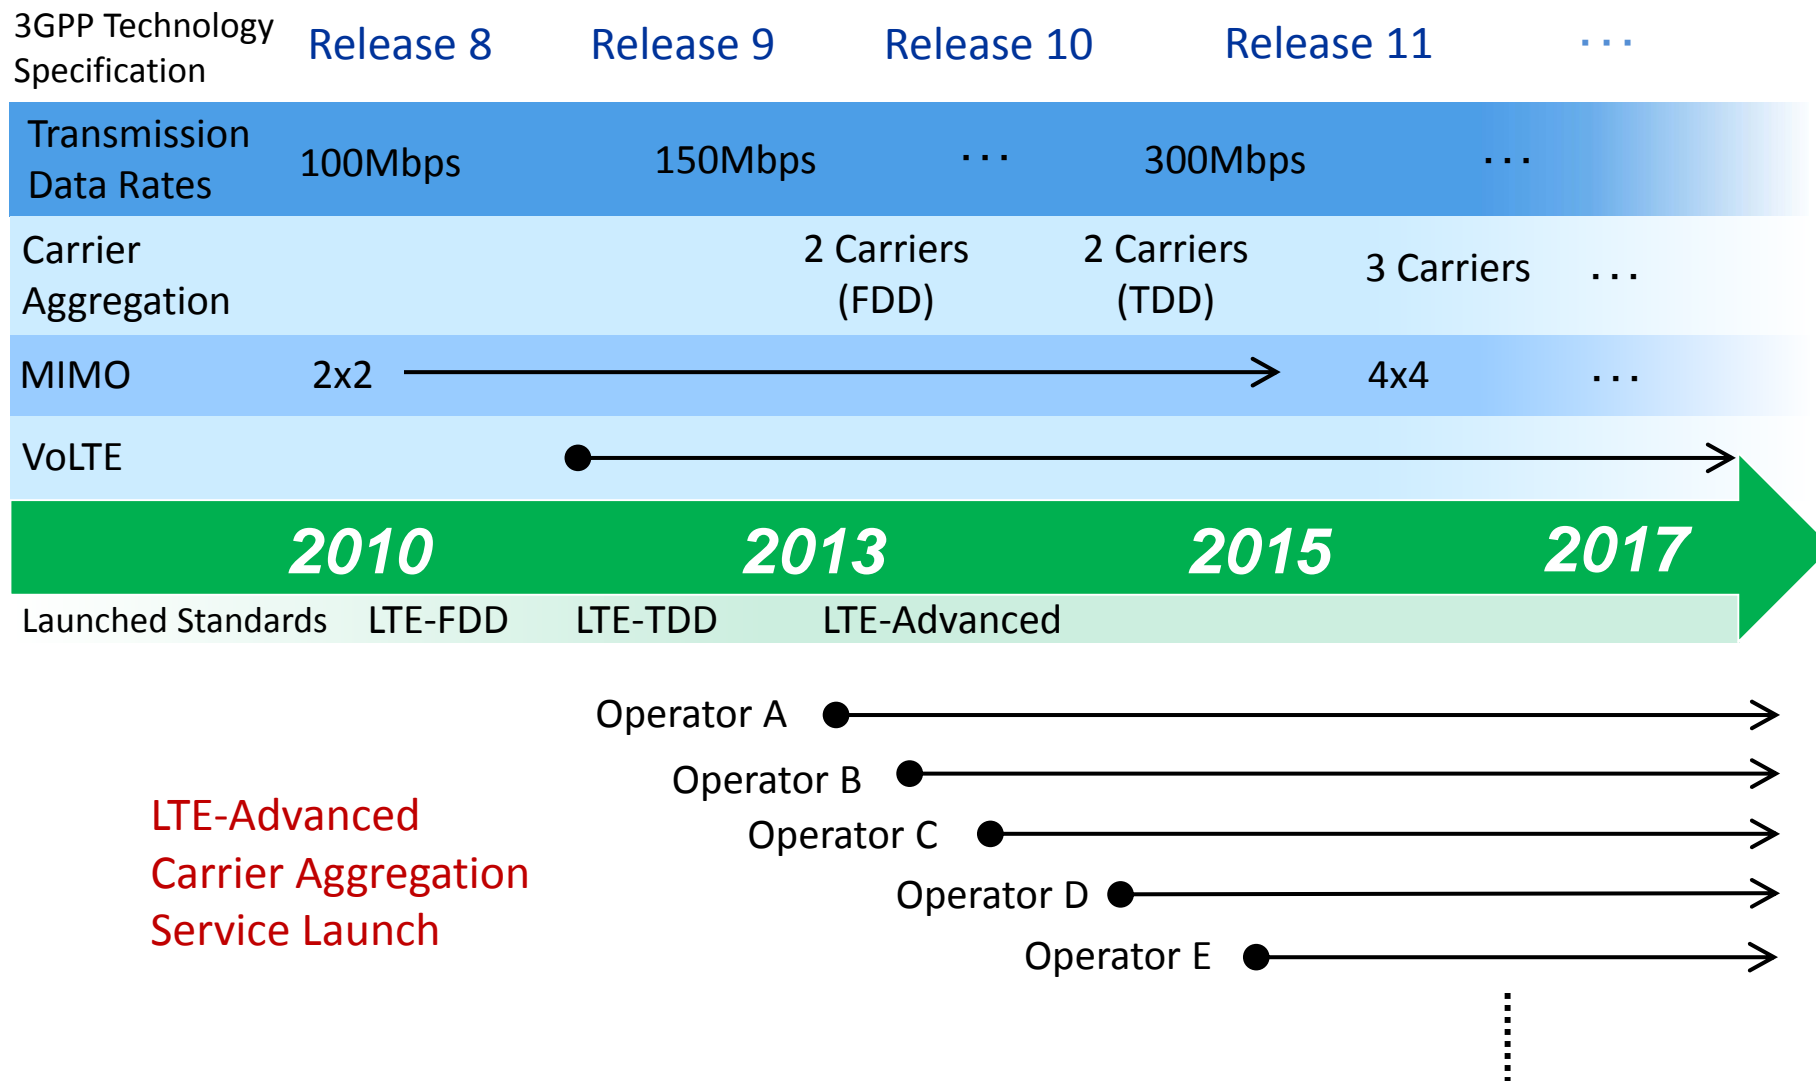 3GPP Technology
Specification
Release 8
Release 9
Release 10
Release 11
...
Transmission
Data Rates
100Mbps
150Mbps
...
300Mbps
...
Carrier
Aggregation
2 Carriers
(FDD)
2 Carriers
(TDD)
3 Carriers
...
MIMO
2x2
4x4
...
VoLTE
2010
2013
2015
2017
Launched Standards
LTE-FDD
LTE-TDD
LTE-Advanced
Operator A
Operator B
Operator C
Operator D
Operator E
LTE-Advanced
Carrier Aggregation
Service Launch